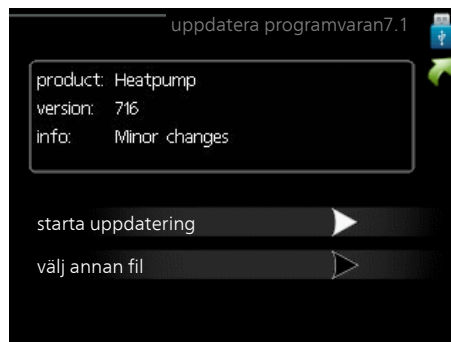 uppdatera programvaran7.1
product: Heatpump
version: 716
info: Minor changes
starta uppdatering
välj annan fil